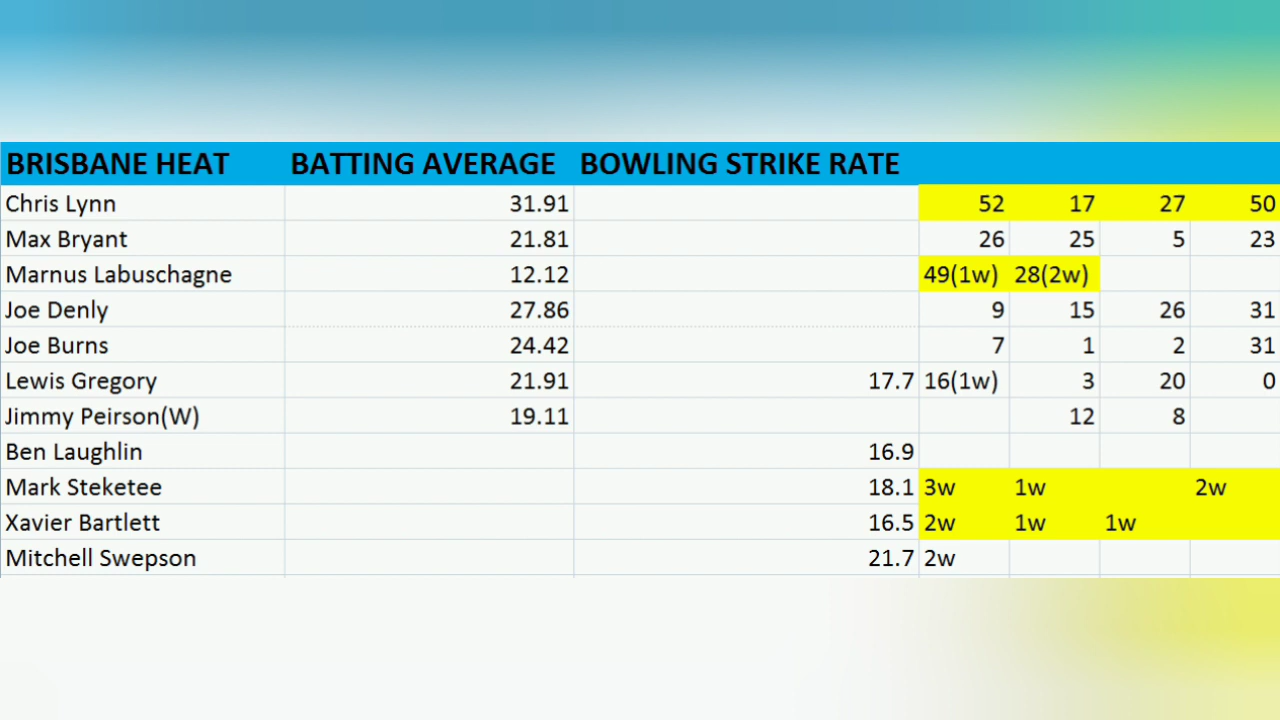 BRISBANE HEAT BATTING AVERAGE BOWLING STRIKE RATE
Chris Lynn 31.91 52 17 27 50
Max Bryant 21.81 26 25 5 23
Marnus Labuschagne 12.12 49(1w) 28(2w)
Joe Denly 27.86 9 15 26 31
Joe Burns 24.42 7 1 2 31
Lewis Gregory 21.91 17.7 16(1w) 3 20 0
Jimmy Peirson(W) 19.11 12 8
Ben Laughlin 16.9
Mark Steketee 18.1 3w 1w 2w
Xavier Bartlett 16.5 2w 1w 1w
Mitchell Swepson 21.7 2w